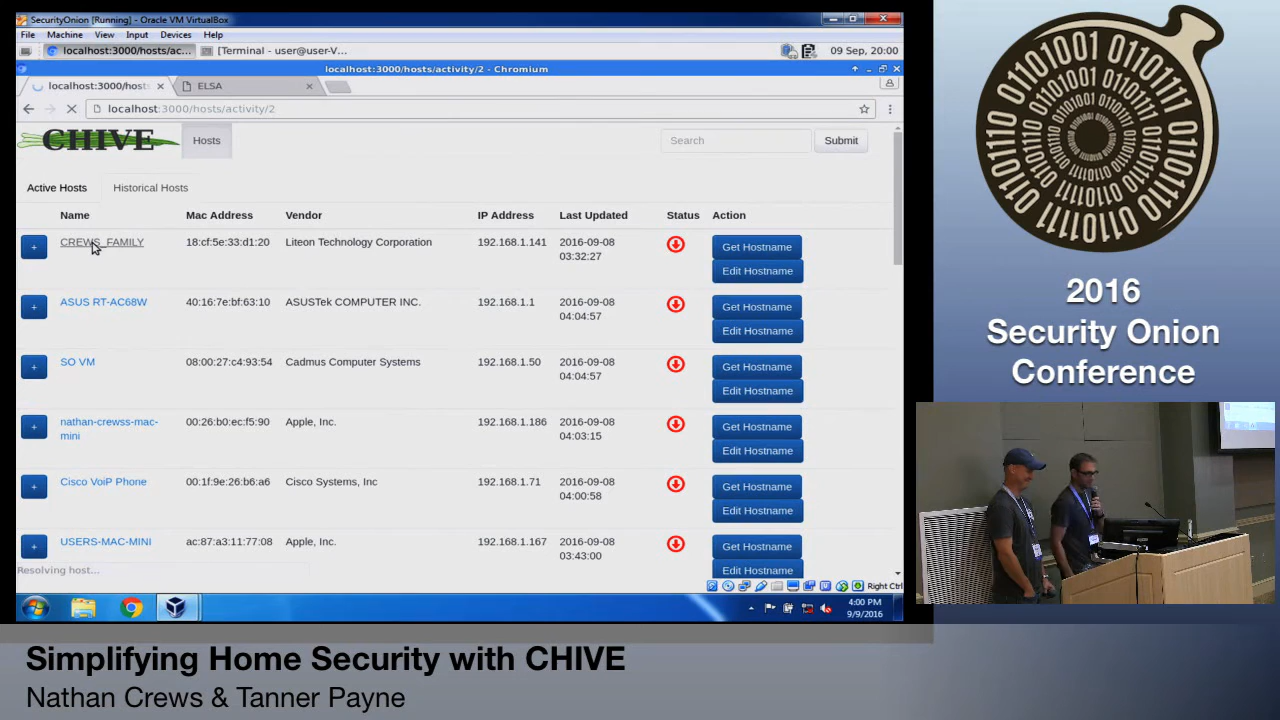 SecurityOnion [Running] - Oracle VM VirtualBox
File Machine View Input Devices Help
localhost:3000/hosts/ac... [Terminal - user@user-V... 09 Sep, 20:00
localhost:3000/hosts/activity/2 - Chromium
localhost:3000/hosts ELSA
localhost:3000/hosts/activity/2
CHIVE Hosts Search Submit
Active Hosts Historical Hosts
Name Mac Address Vendor IP Address Last Updated Status Action
CREWS_FAMILY 18:cf:5e:33:d1:20 Liteon Technology Corporation 192.168.1.141 2016-09-08 Get Hostname
03:32:27
Edit Hostname
ASUS RT-AC68W 40:16:7e:bf:63:10 ASUSTek COMPUTER INC. 192.168.1.1 2016-09-08 Get Hostname
04:04:57
Edit Hostname
SO VM 08:00:27:c4:93:54 Cadmus Computer Systems 192.168.1.50 2016-09-08 Get Hostname
04:04:57
Edit Hostname
nathan-crewss-mac- 00:26:b0:ec:f5:90 Apple, Inc. 192.168.1.186 2016-09-08 Get Hostname
mini 04:03:15
Edit Hostname
Cisco VoiP Phone 00:1f:9e:26:b6:a6 Cisco Systems, Inc 192.168.1.71 2016-09-08 Get Hostname
04:00:58
Edit Hostname
USERS-MAC-MINI ac:87:a3:11:77:08 Apple, Inc. 192.168.1.167 2016-09-08 Get Hostname
03:43:00
Edit Hostname
Resolving host...
Right Ctrl
4:00 PM
9/9/2016
011010 011010
01101001 01101001
2016
Security Onion
Conference
Simplifying Home Security with CHIVE
Nathan Crews & Tanner Payne